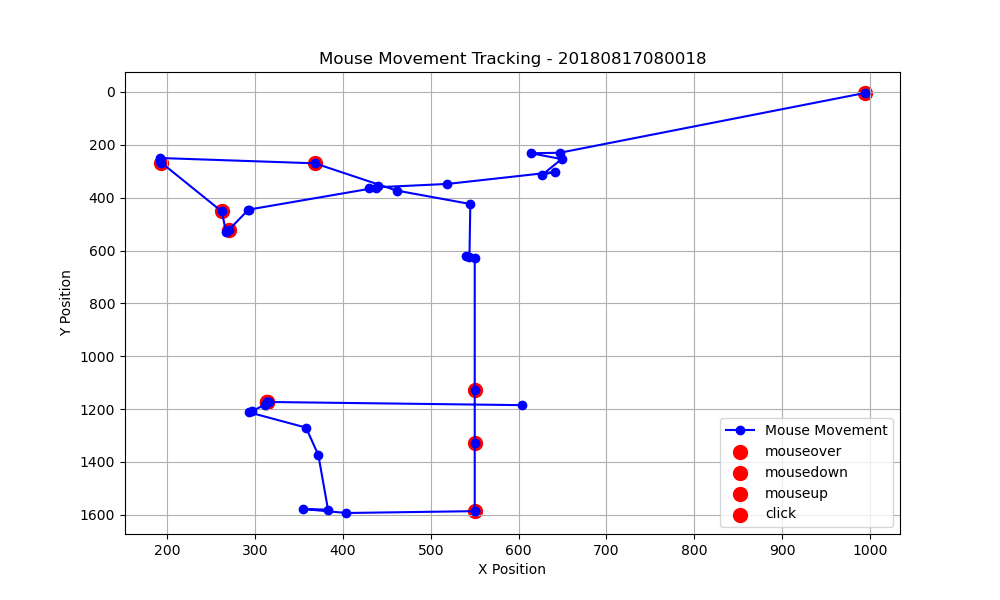 Mouse Movement Tracking - 20180817080018
0
200
400
600
800
1000
1200
1400
1600
Y Position
200 300 400 500 600 700 800 900 1000
X Position
Mouse Movement
mouseover
mousedown
mouseup
click